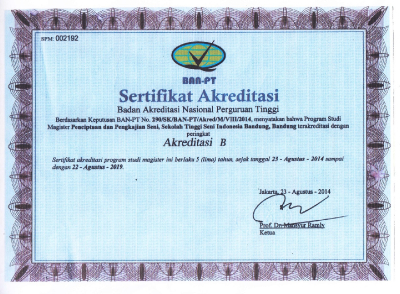 SPM: 002192
BAN-PT
Sertifikat Akreditasi
Badan Akreditasi Nasional Perguruan Tinggi
Berdasarkan Keputusan BAN-PT No. 290/SK/BAN-PT/Akred/M/VIII/2014, menyatakan bahwa Program Studi
Magister Penciptaan dan Pengkajian Seni, Sekolah Tinggi Seni Indonesia Bandung, Bandung terakreditasi dengan
peringkat
Akreditasi B
Sertifikat akreditasi program studi magister ini berlaku 5 (lima) tahun, sejak tanggal 23 - Agustus - 2014 sampai
dengan 22 - Agustus - 2019.
Jakarta, 23 - Agustus - 2014
Prof. Dr. Mansyur Ramly
Ketua